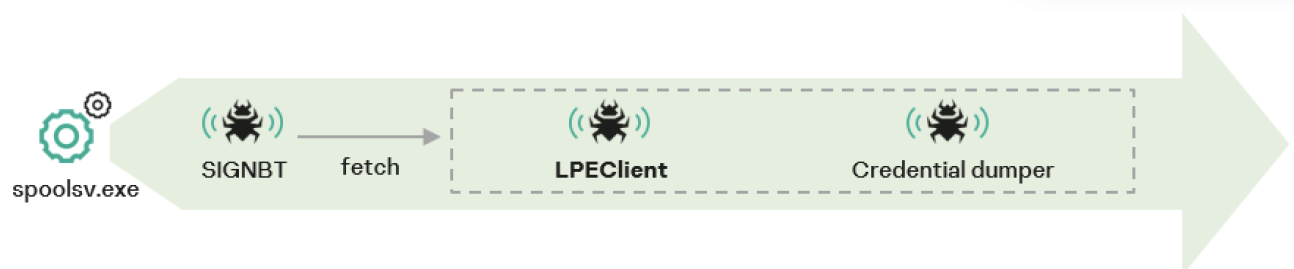 spoolsv.exe
SIGNBT
fetch
LPEClient
Credential dumper